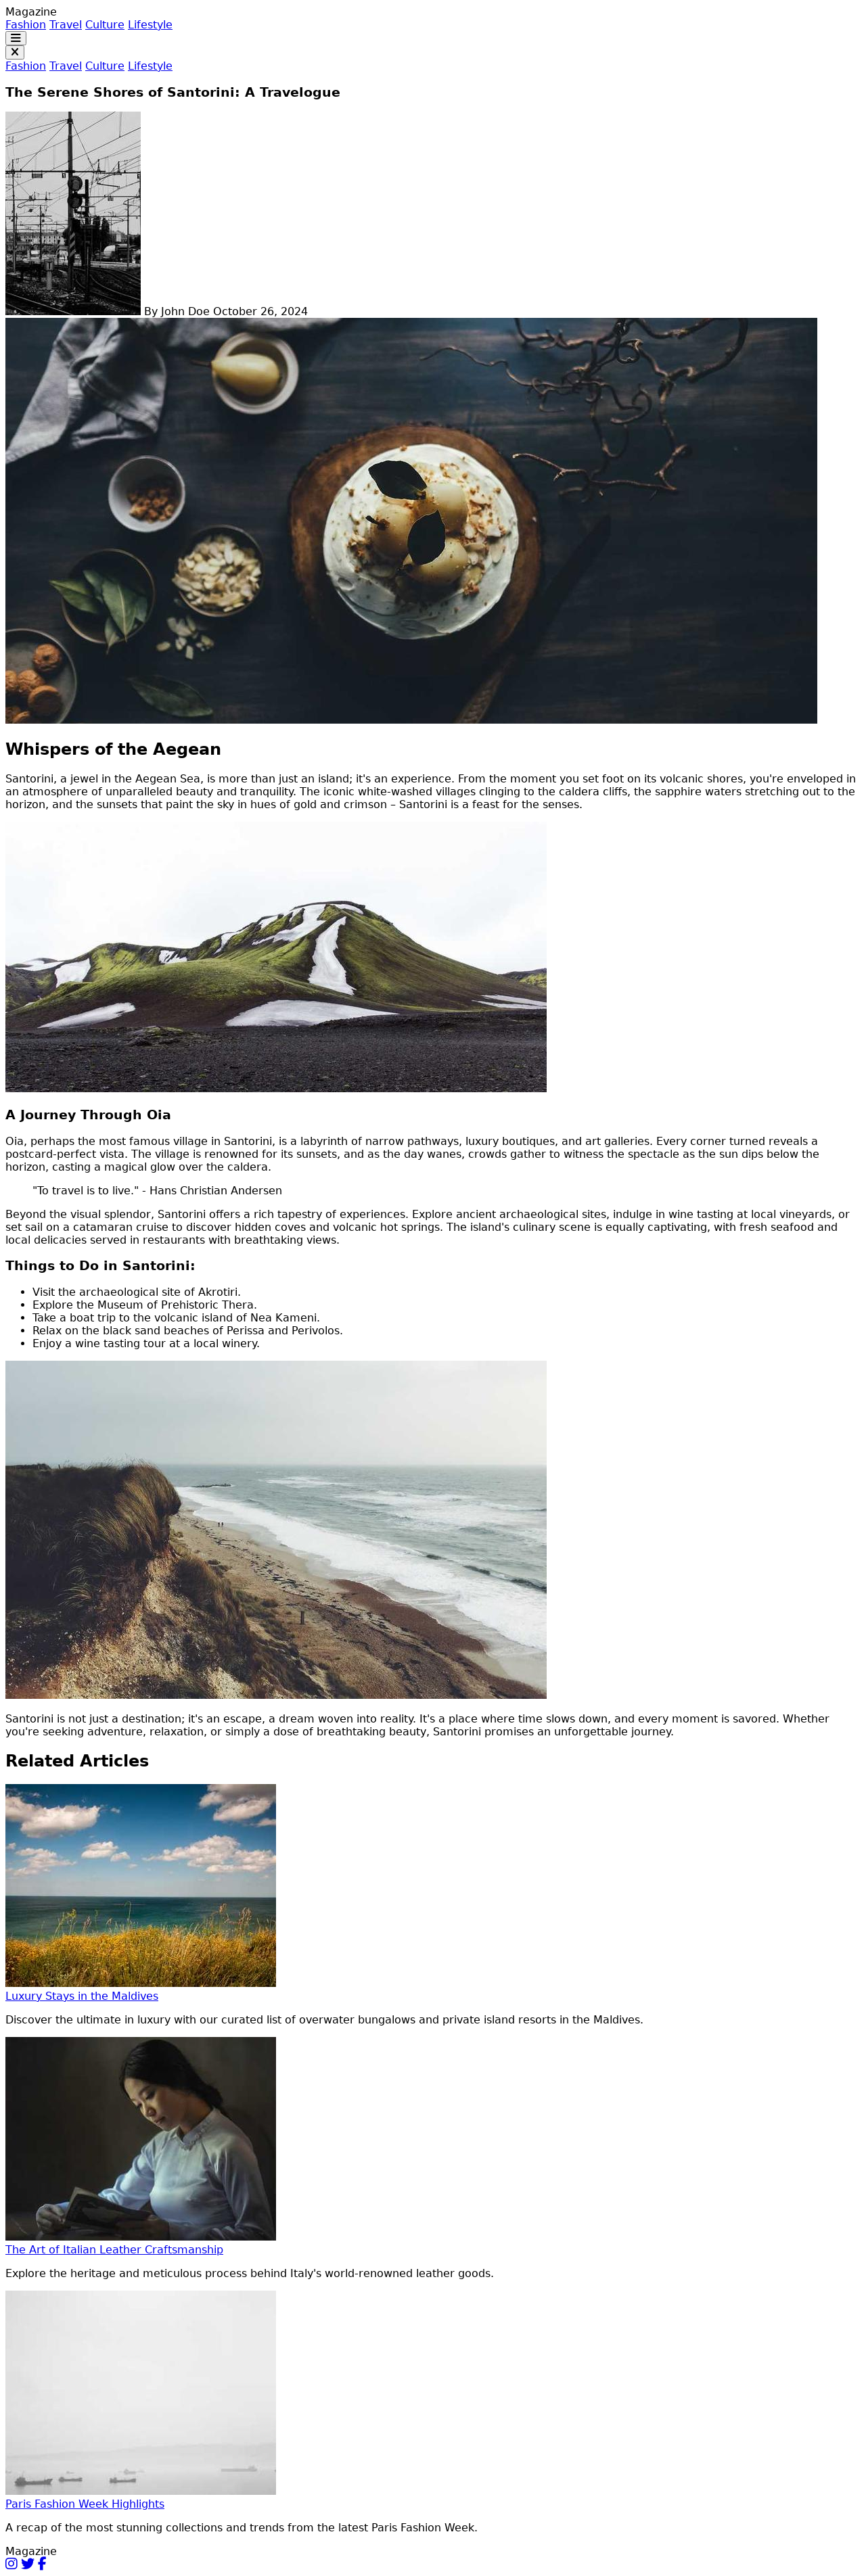 Magazine
Fashion Travel Culture Lifestyle
Fashion Travel Culture Lifestyle
The Serene Shores of Santorini: A Travelogue
By John Doe October 26, 2024
Whispers of the Aegean
Santorini, a jewel in the Aegean Sea, is more than just an island; it's an experience. From the moment you set foot on its volcanic shores, you're enveloped in
an atmosphere of unparalleled beauty and tranquility. The iconic white-washed villages clinging to the caldera cliffs, the sapphire waters stretching out to the
horizon, and the sunsets that paint the sky in hues of gold and crimson – Santorini is a feast for the senses.
A Journey Through Oia
Oia, perhaps the most famous village in Santorini, is a labyrinth of narrow pathways, luxury boutiques, and art galleries. Every corner turned reveals a
postcard-perfect vista. The village is renowned for its sunsets, and as the day wanes, crowds gather to witness the spectacle as the sun dips below the
horizon, casting a magical glow over the caldera.
"To travel is to live." - Hans Christian Andersen
Beyond the visual splendor, Santorini offers a rich tapestry of experiences. Explore ancient archaeological sites, indulge in wine tasting at local vineyards, or
set sail on a catamaran cruise to discover hidden coves and volcanic hot springs. The island's culinary scene is equally captivating, with fresh seafood and
local delicacies served in restaurants with breathtaking views.
Things to Do in Santorini:
• Visit the archaeological site of Akrotiri.
• Explore the Museum of Prehistoric Thera.
• Take a boat trip to the volcanic island of Nea Kameni.
• Relax on the black sand beaches of Perissa and Perivolos.
• Enjoy a wine tasting tour at a local winery.
Santorini is not just a destination; it's an escape, a dream woven into reality. It's a place where time slows down, and every moment is savored. Whether
you're seeking adventure, relaxation, or simply a dose of breathtaking beauty, Santorini promises an unforgettable journey.
Related Articles
Luxury Stays in the Maldives
Discover the ultimate in luxury with our curated list of overwater bungalows and private island resorts in the Maldives.
The Art of Italian Leather Craftsmanship
Explore the heritage and meticulous process behind Italy's world-renowned leather goods.
Paris Fashion Week Highlights
A recap of the most stunning collections and trends from the latest Paris Fashion Week.
Magazine